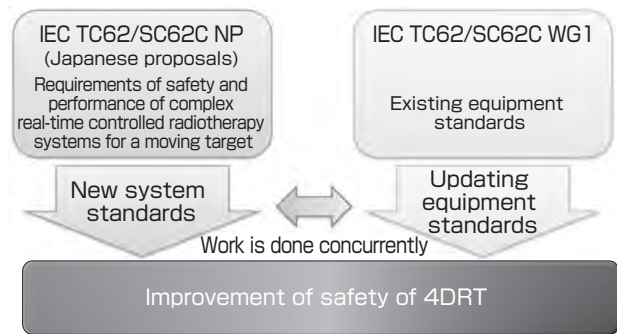 IEC TC62/SC62C NP
(Japanese proposals)
Requirements of safety and
performance of complex
real-time controlled radiotherapy
systems for a moving target
IEC TC62/SC62C WG1
Existing equipment
standards
New system
standards
Updating
equipment
standards
Work is done concurrently
Improvement of safety of 4DRT